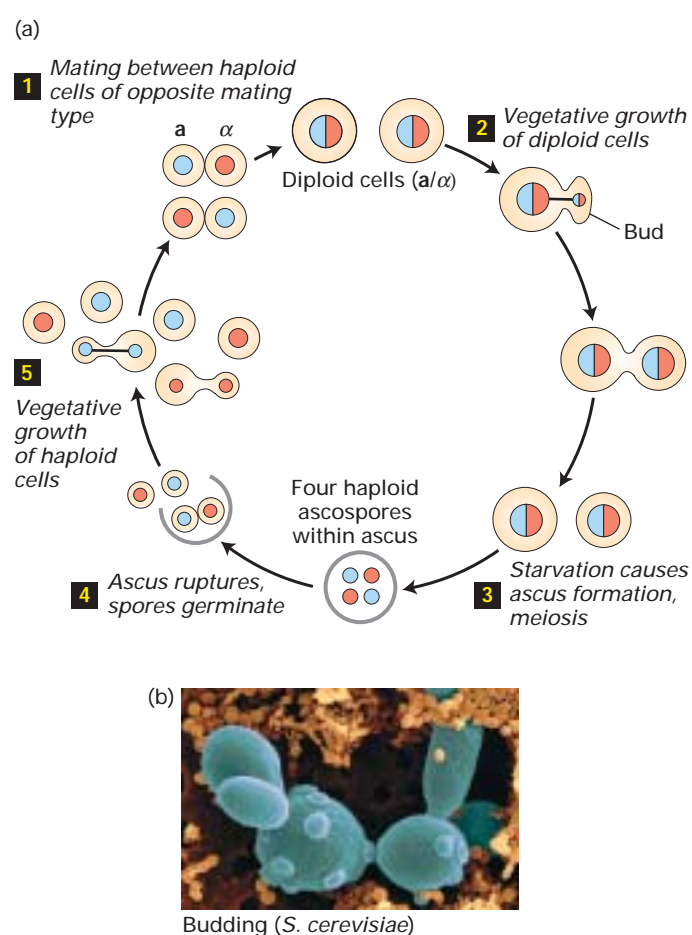 (a)
1 Mating between haploid
cells of opposite mating
type
a α
Diploid cells (a/α)
2 Vegetative growth
of diploid cells
Bud
3 Starvation causes
ascus formation,
meiosis
Four haploid
ascospores
within ascus
4 Ascus ruptures,
spores germinate
5
Vegetative
growth
of haploid
cells
(b)
Budding (S. cerevisiae)